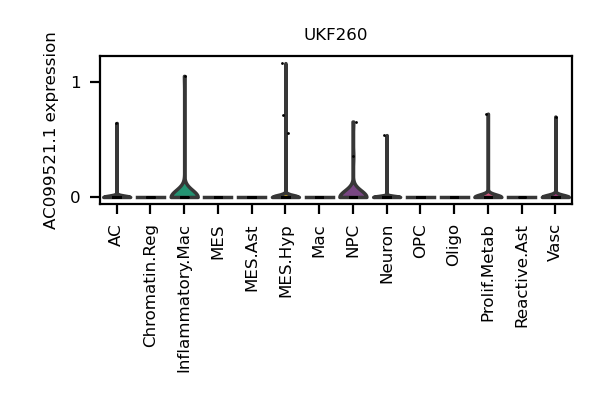 UKF260
AC099521.1 expression
1
0
AC
Chromatin.Reg
Inflammatory.Mac
MES
MES.Ast
MES.Hyp
Mac
NPC
Neuron
OPC
Oligo
Prolif.Metab
Reactive.Ast
Vasc